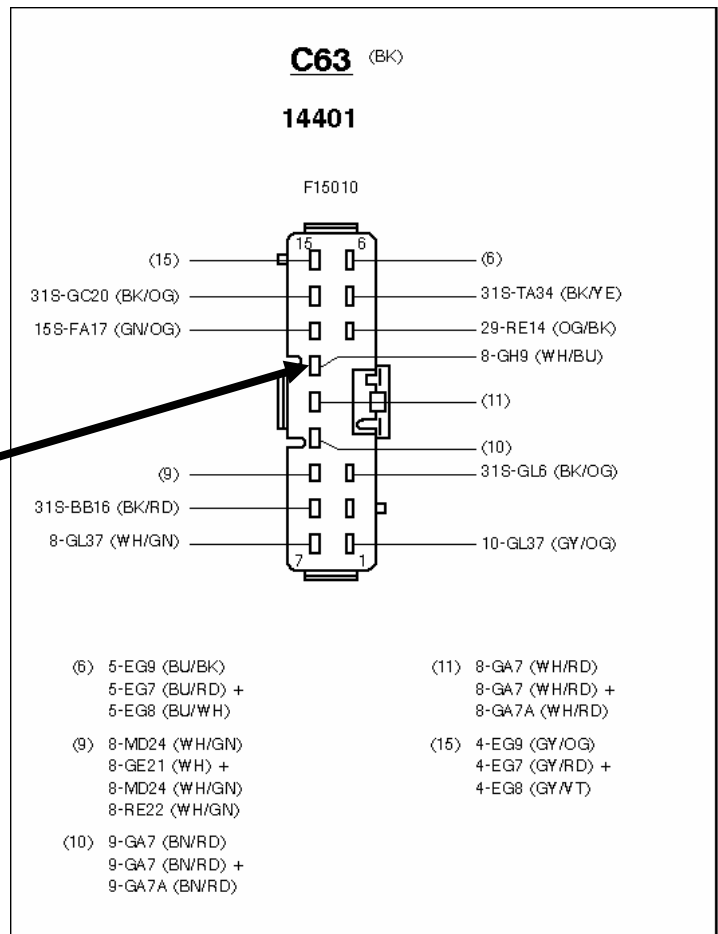 C63 (BK)
14401
F15010
15 6
(15) (6)
31S-GC20 (BK/OG) 31S-TA34 (BK/YE)
15S-FA17 (GN/OG) 29-RE14 (OG/BK)
8-GH9 (WH/BU)
(11)
(10)
(9) 31S-GL6 (BK/OG)
31S-BB16 (BK/RD)
8-GL37 (WH/GN) 10-GL37 (GY/OG)
7 1
(6) 5-EG9 (BU/BK)
5-EG7 (BU/RD) +
5-EG8 (BU/WH)
(9) 8-MD24 (WH/GN)
8-GE21 (WH) +
8-MD24 (WH/GN)
8-RE22 (WH/GN)
(10) 9-GA7 (BN/RD)
9-GA7 (BN/RD) +
9-GA7A (BN/RD)
(11) 8-GA7 (WH/RD)
8-GA7 (WH/RD) +
8-GA7A (WH/RD)
(15) 4-EG9 (GY/OG)
4-EG7 (GY/RD) +
4-EG8 (GY/VT)